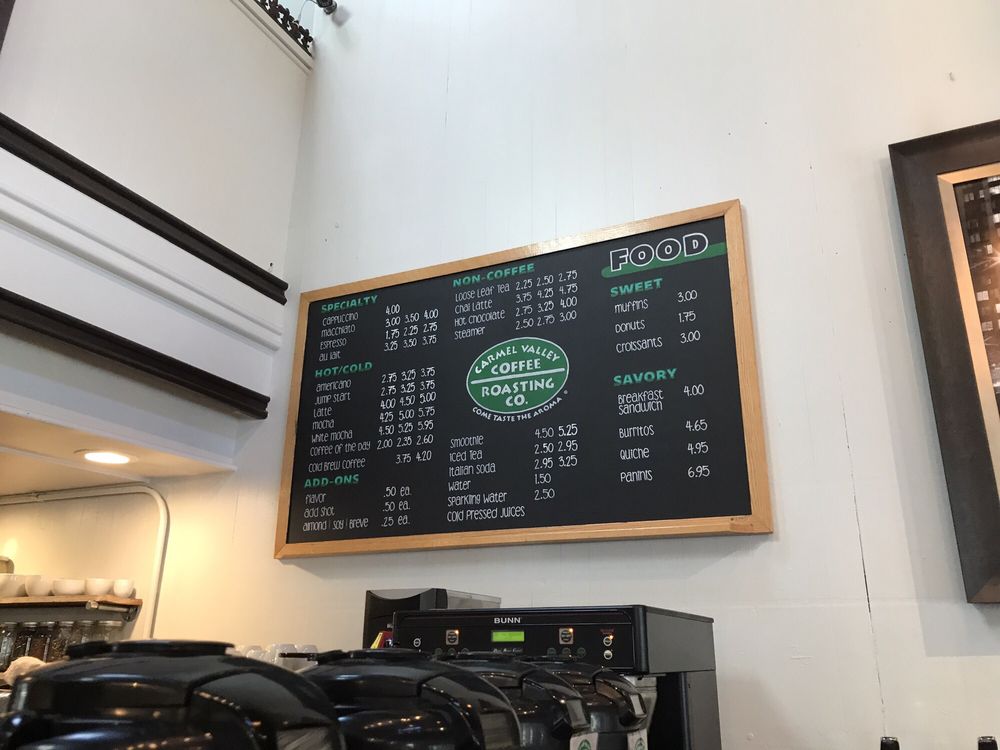 SPECIALTY
cappuccino 4.00
macchiato 3.00 3.50 4.00
espresso 1.75 2.25 2.75
au lait 3.25 3.50 3.75
HOT/COLD
americano 2.75 3.25 3.75
Jump start 2.75 3.25 3.75
Latte 4.00 4.50 5.00
mocha 4.25 5.00 5.75
white mocha 4.50 5.25 5.95
coffee of the day 2.00 2.35 2.60
cold brew coffee 3.75 4.20
ADD-ONS
flavor .50 ea.
add shot .50 ea.
almond | soy | Breve .25 ea.
NON-COFFEE
Loose Leaf Tea 2.25 2.50 2.75
Chai Latte 3.75 4.25 4.75
Hot Chocolate 2.75 3.25 4.00
Steamer 2.50 2.75 3.00
CARMEL VALLEY
COFFEE
ROASTING
CO.
COME TASTE THE AROMA ®
Smoothie 4.50 5.25
Iced Tea 2.50 2.95
Italian Soda 2.95 3.25
Water 1.50
Sparkling Water 2.50
Cold Pressed Juices
FOOD
SWEET
muffins 3.00
Donuts 1.75
Croissants 3.00
SAVORY
Breakfast
Sandwich 4.00
Burritos 4.65
Quiche 4.95
Paninis 6.95
BUNN